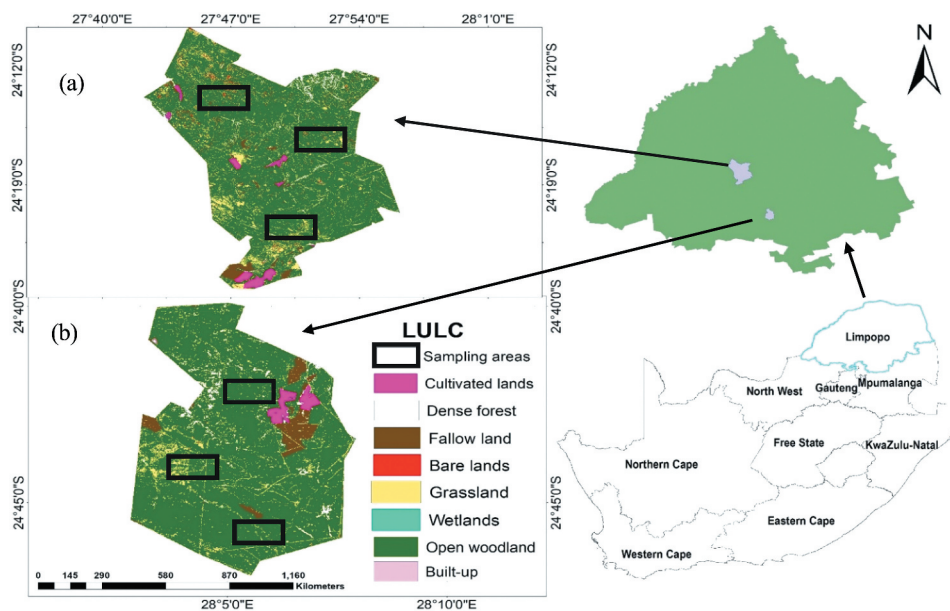 27°40'0"E 27°47'0"E 27°54'0"E 28°1'0"E
24°12'0"S
24°19'0"S
(a)
24°12'0"S
24°19'0"S
N
24°40'0"S
24°45'0"S
(b)
LULC
Sampling areas
Cultivated lands
Dense forest
Fallow land
Bare lands
Grassland
Wetlands
Open woodland
Built-up
24°40'0"S
24°45'0"S
0 145 290 580 870 1,160
Kilometers
28°5'0"E 28°10'0"E
Limpopo
North West
Gauteng
Mpumalanga
Free State
KwaZulu-Natal
Northern Cape
Eastern Cape
Western Cape